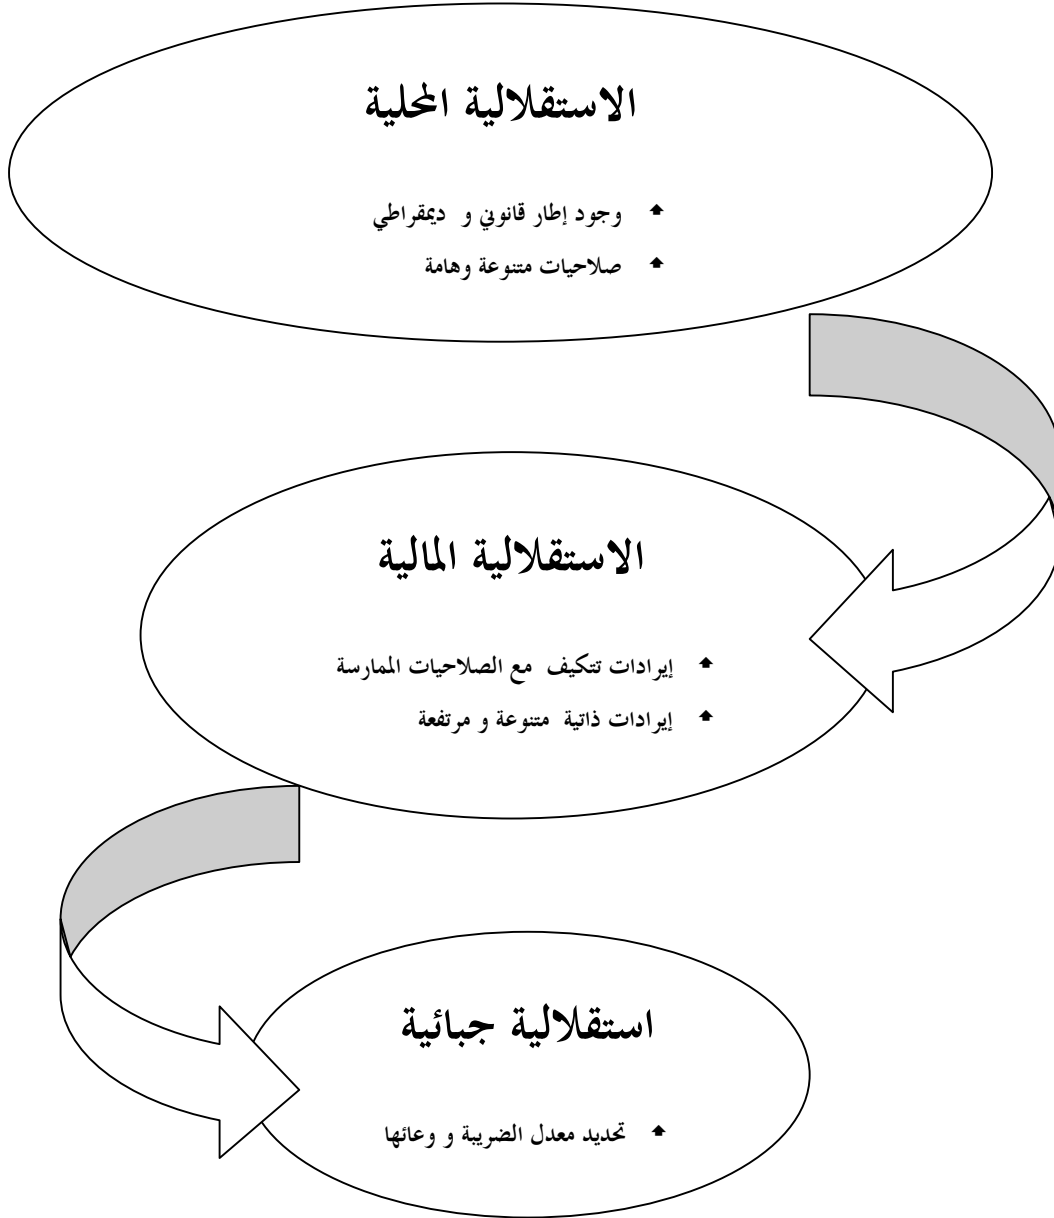 الاستقلالية المحلية
وجود إطار قانوني و ديمقراطي
صلاحيات متنوعة وهامة
الاستقلالية المالية
إيرادات تتكيف مع الصلاحيات الممارسة
إيرادات ذاتية متنوعة و مرتفعة
استقلالية جبائية
تحديد معدل الضريبة و وعائها